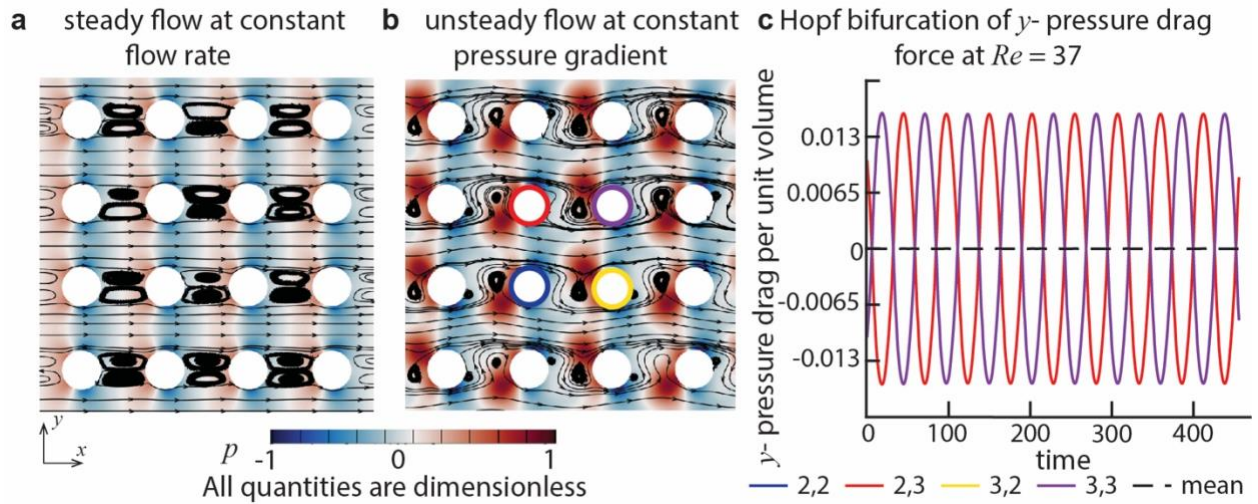 a steady flow at constant
flow rate
b unsteady flow at constant
pressure gradient
c Hopf bifurcation of y- pressure drag
force at Re = 37
y- pressure drag per unit volume
0.013
0.0065
0
-0.0065
-0.013
0 100 200 300 400
time
y
x
p -1 0 1
All quantities are dimensionless
2,2 2,3 3,2 3,3 mean